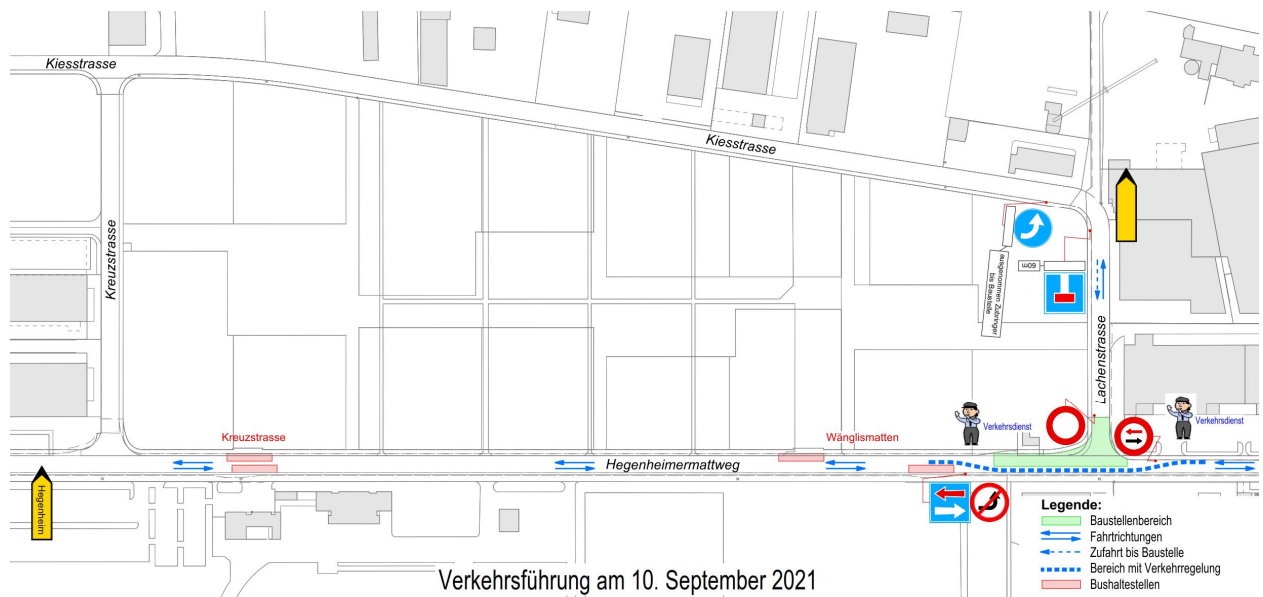 Kiesstrasse
Kiesstrasse
Kreuzstrasse
ausgenommen Zubringer
bis Baustelle
60m
Lachenstrasse
Verkehrsdienst
Verkehrsdienst
Kreuzstrasse
Wänglismatten
Hegenheimermattweg
Hegenheim
Legende:
Baustellenbereich
Fahrtrichtungen
Zufahrt bis Baustelle
Bereich mit Verkehrregelung
Bushaltestellen
Verkehrsführung am 10. September 2021